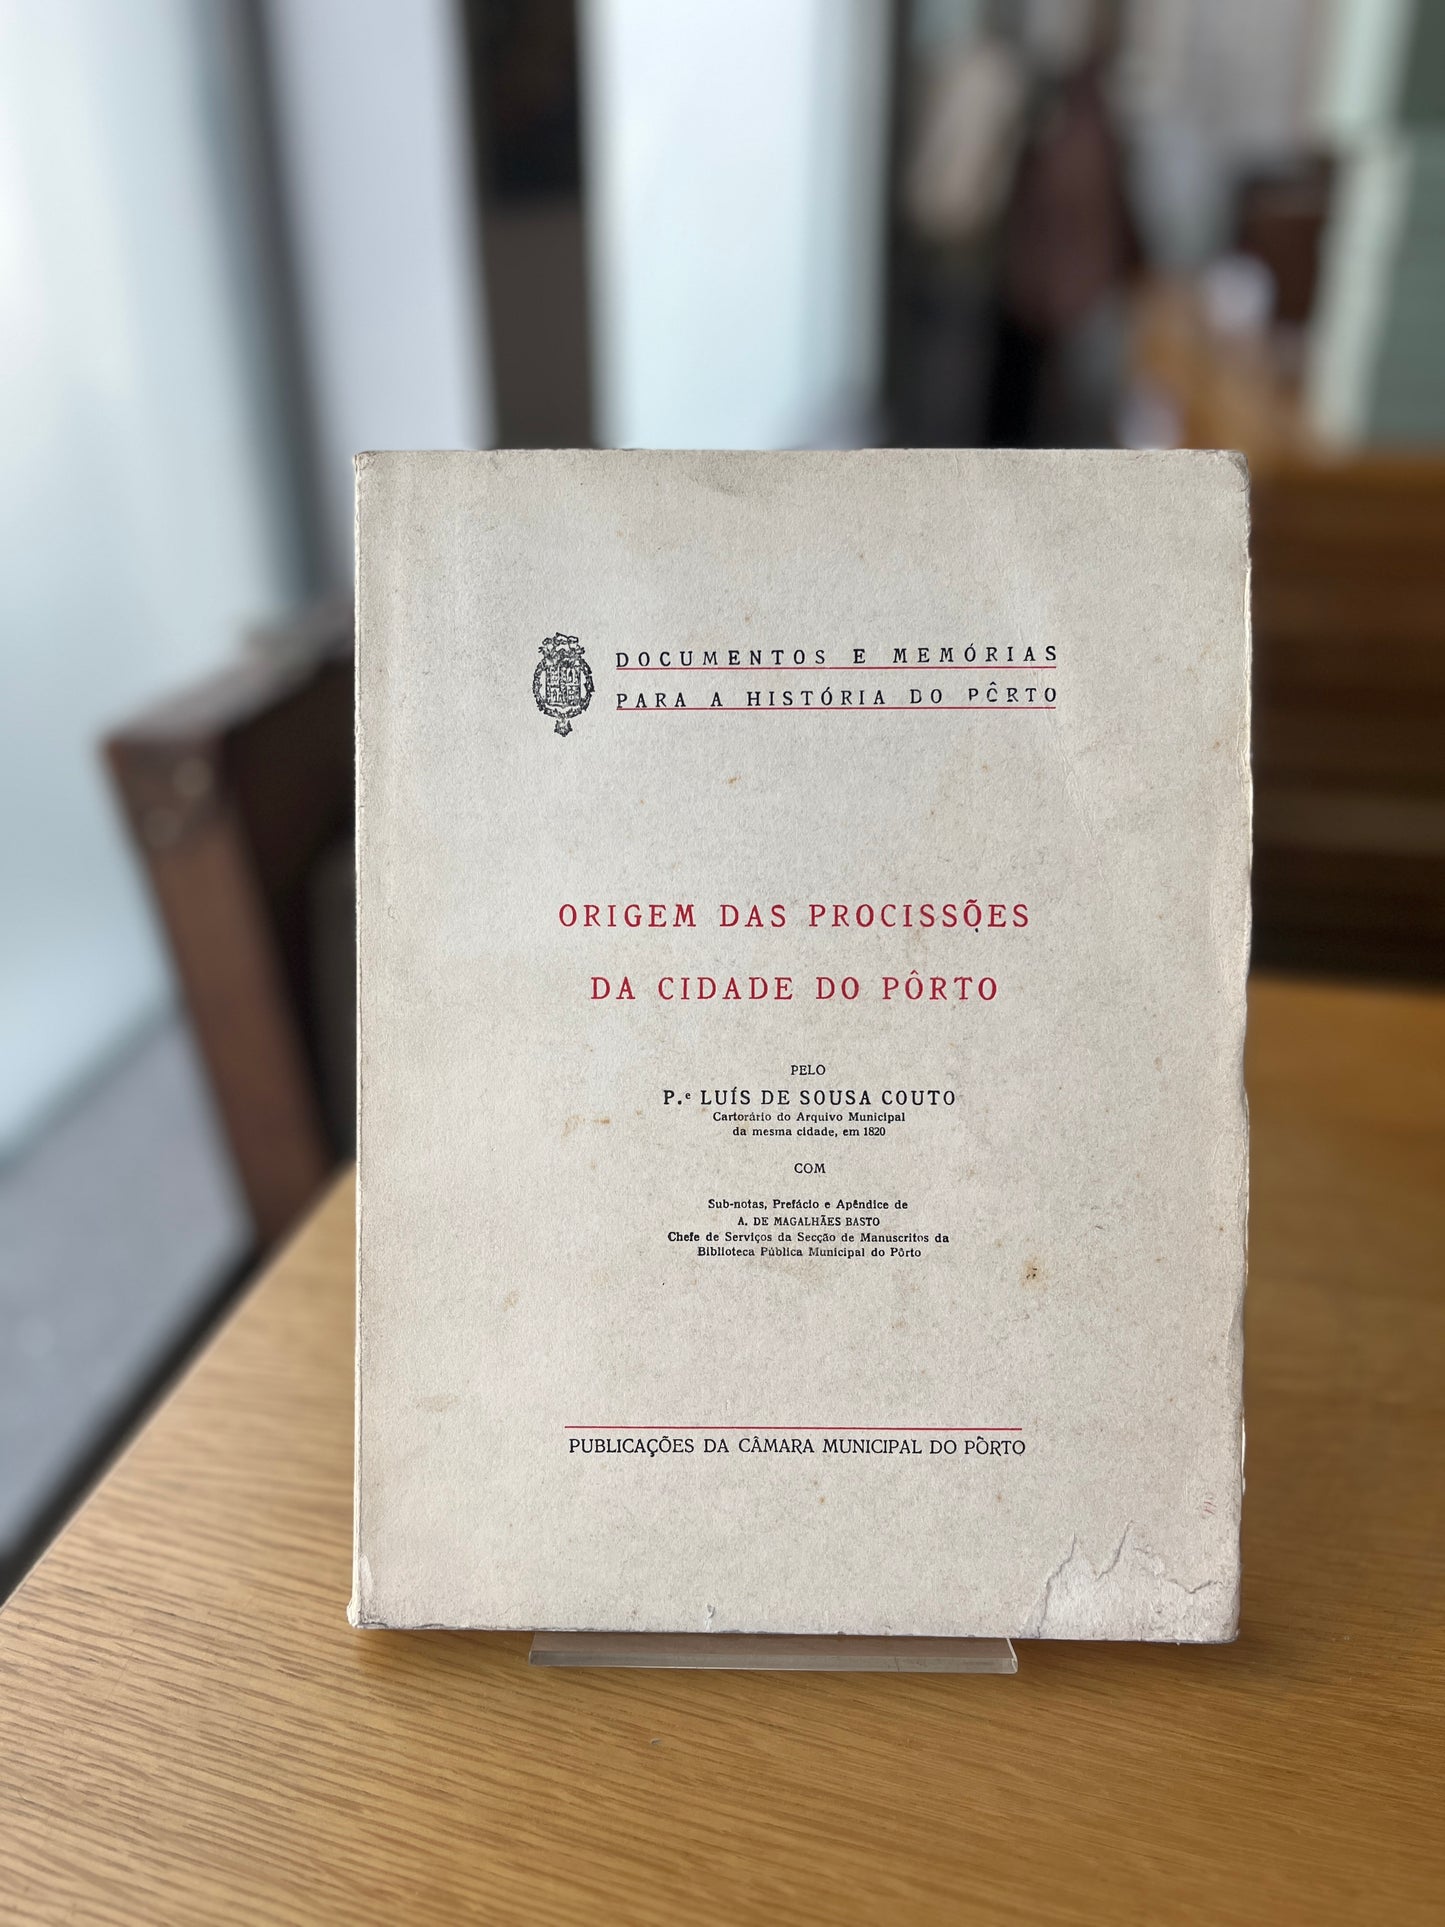 DOCUMENTOS E MEMÓRIAS
PARA A HISTÓRIA DO PÔRTO
ORIGEM DAS PROCISSÕES
DA CIDADE DO PÔRTO
PELO
P.e LUÍS DE SOUSA COUTO
Cartorário do Arquivo Municipal
da mesma cidade, em 1820
COM
Sub-notas, Prefácio e Apêndice de
A. DE MAGALHÃES BASTO
Chefe de Serviços da Secção de Manuscritos da
Biblioteca Pública Municipal do Pôrto
PUBLICAÇÕES DA CÂMARA MUNICIPAL DO PÔRTO